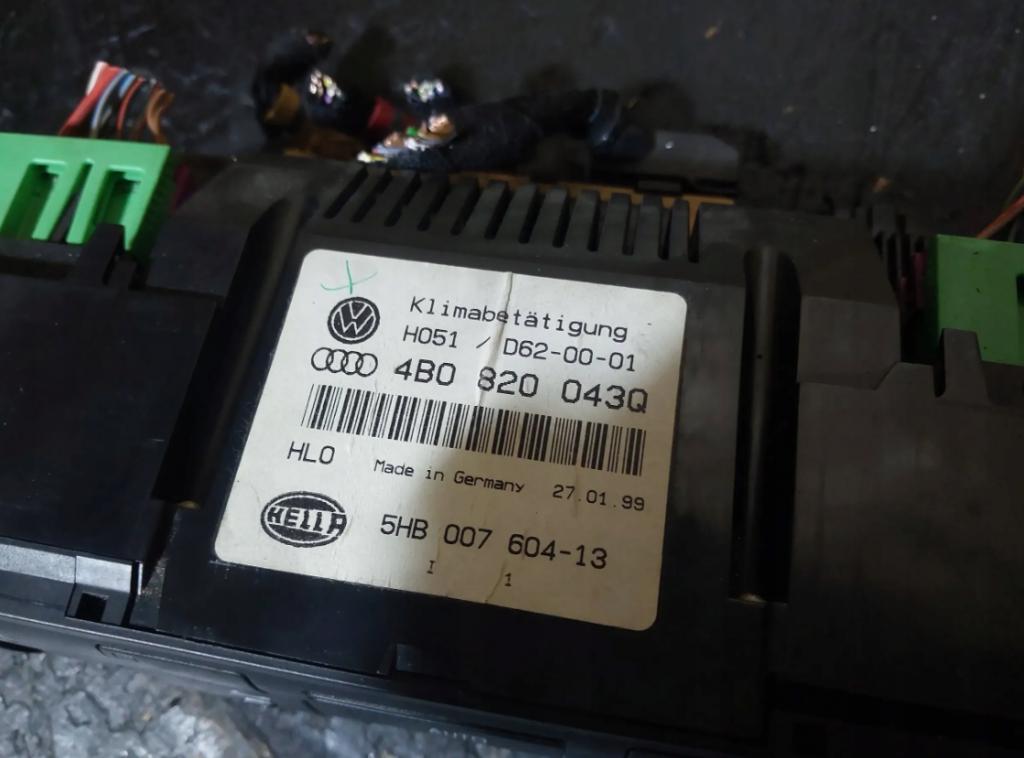 Klimabetätigung
H051 / D62-00-01
4B0 820 043Q
HLO Made in Germany 27.01.99
HELLA 5HB 007 604-13
I 1